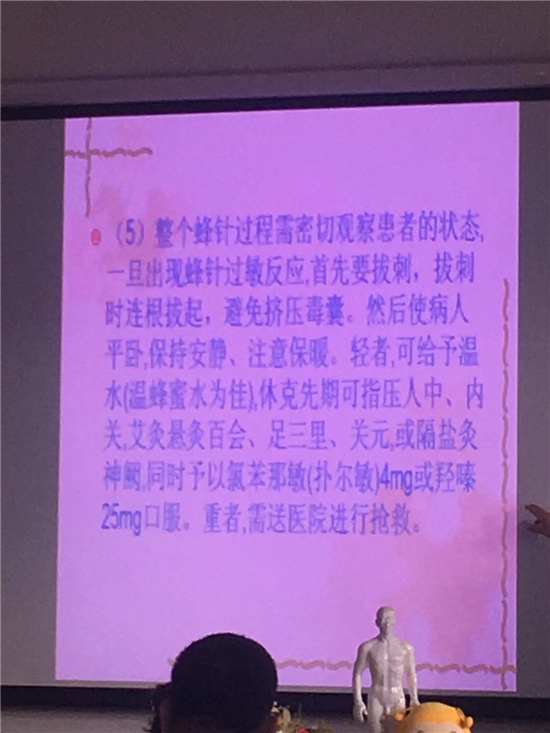 （5）整个蜂针过程需密切观察患者的状态,
一旦出现蜂针过敏反应,首先要拔刺，拔刺
时连根拔起，避免挤压毒囊。然后使病人
平卧,保持安静、注意保暖。轻者,可给予温
水(温蜂蜜水为佳),休克先期可指压人中、内
关,艾灸悬灸百会、足三里、关元,或隔盐灸
神阙,同时予以氯苯那敏(扑尔敏)4mg或羟嗪
25mg口服。重者,需送医院进行抢救。